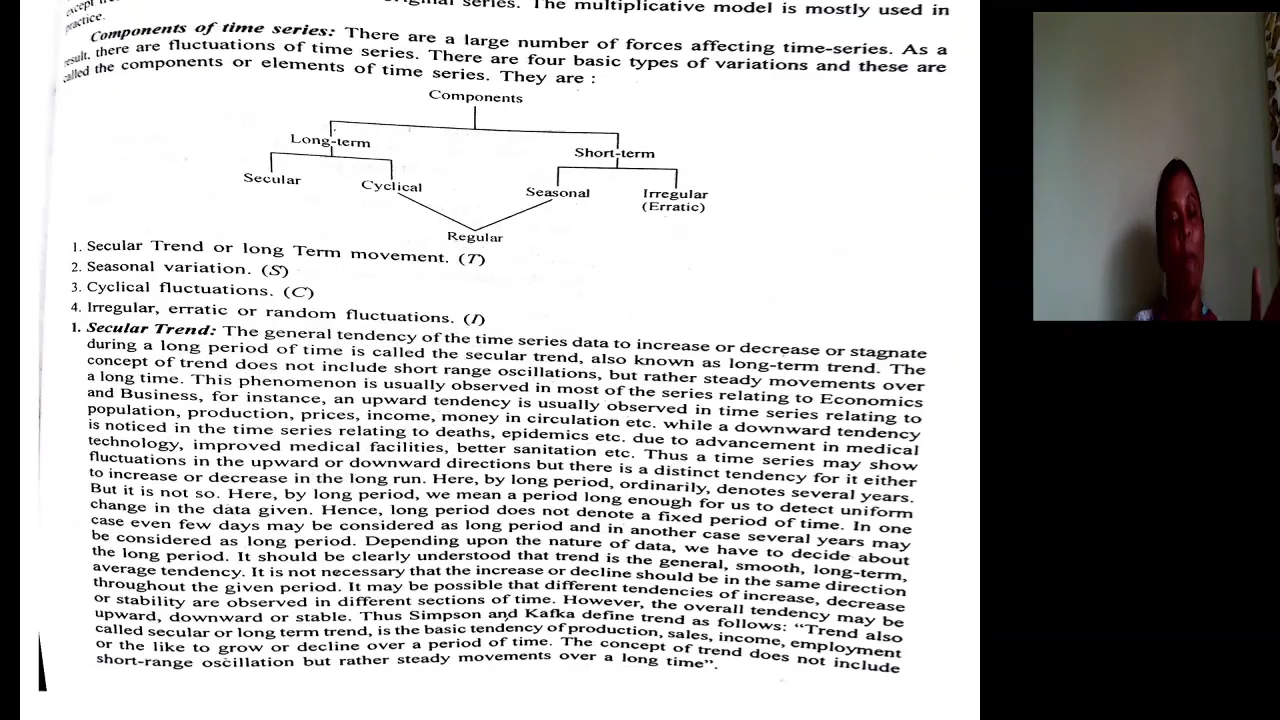 original series. The multiplicative model is mostly used in
except
practice.
Components of time series: There are a large number of forces affecting time-series. As a
result, there are fluctuations of time series. There are four basic types of variations and these are
called the components or elements of time series. They are :
Components
Long-term
Short-term
Secular
Cyclical
Seasonal
Irregular
(Erratic)
Regular
1. Secular Trend or long Term movement. (T)
2. Seasonal variation. (S)
3. Cyclical fluctuations. (C)
4. Irregular, erratic or random fluctuations. (I)
1. Secular Trend: The general tendency of the time series data to increase or decrease or stagnate
during a long period of time is called the secular trend, also known as long-term trend. The
concept of trend does not include short range oscillations, but rather steady movements over
a long time. This phenomenon is usually observed in most of the series relating to Economics
and Business, for instance, an upward tendency is usually observed in time series relating to
population, production, prices, income, money in circulation etc. while a downward tendency
is noticed in the time series relating to deaths, epidemics etc. due to advancement in medical
technology, improved medical facilities, better sanitation etc. Thus a time series may show
fluctuations in the upward or downward directions but there is a distinct tendency for it either
to increase or decrease in the long run. Here, by long period, ordinarily, denotes several years.
But it is not so. Here, by long period, we mean a period long enough for us to detect uniform
change in the data given. Hence, long period does not denote a fixed period of time. In one
case even few days may be considered as long period and in another case several years may
be considered as long period. Depending upon the nature of data, we have to decide about
the long period. It should be clearly understood that trend is the general, smooth, long-term,
average tendency. It is not necessary that the increase or decline should be in the same direction
throughout the given period. It may be possible that different tendencies of increase, decrease
or stability are observed in different sections of time. However, the overall tendency may be
upward, downward or stable. Thus Simpson and Kafka define trend as follows: “Trend also
called secular or long term trend, is the basic tendency of production, sales, income, employment
or the like to grow or decline over a period of time. The concept of trend does not include
short-range oscillation but rather steady movements over a long time”.